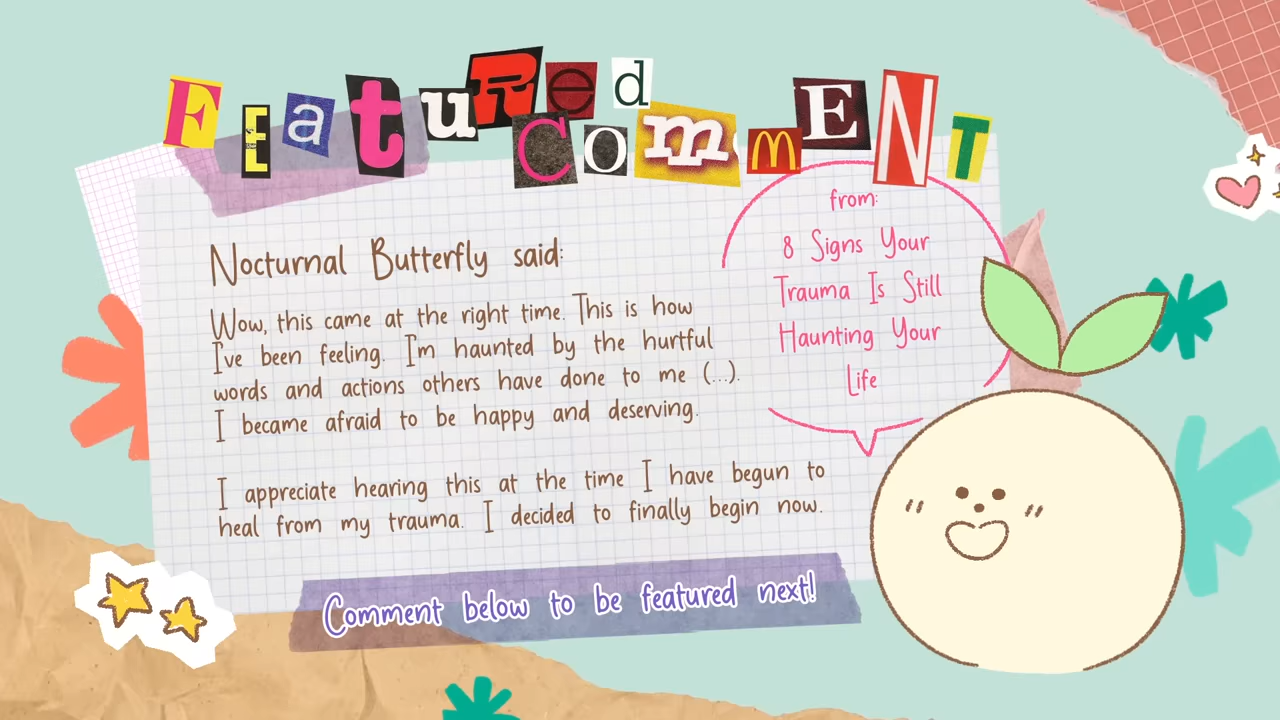 FEatuRed
CommENT
from:
8 Signs Your
Trauma Is Still
Haunting Your
Life
Nocturnal Butterfly said:
Wow, this came at the right time. This is how
I've been feeling. I'm haunted by the hurtful
words and actions others have done to me (...).
I became afraid to be happy and deserving.
I appreciate hearing this at the time I have begun to
heal from my trauma. I decided to finally begin now.
Comment below to be featured next!